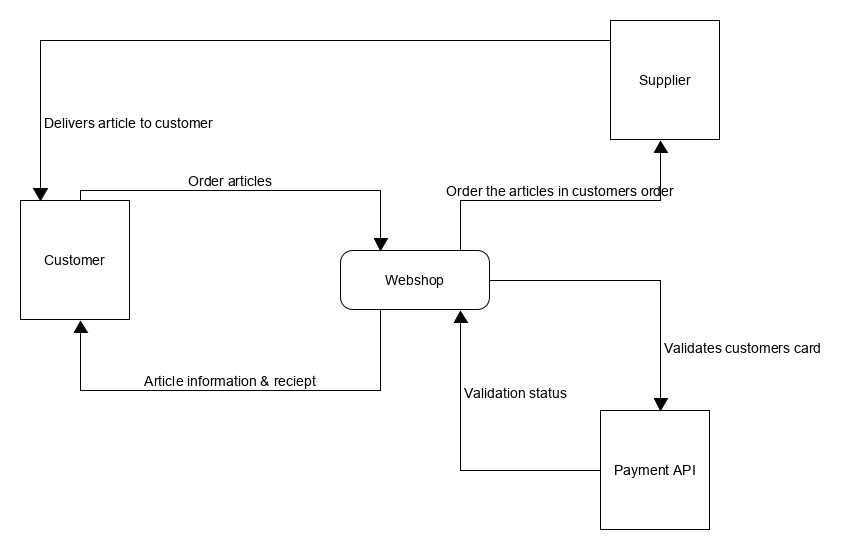 Supplier
Delivers article to customer
Order articles
Order the articles in customers order
Customer
Webshop
Validates customers card
Article information & reciept
Validation status
Payment API